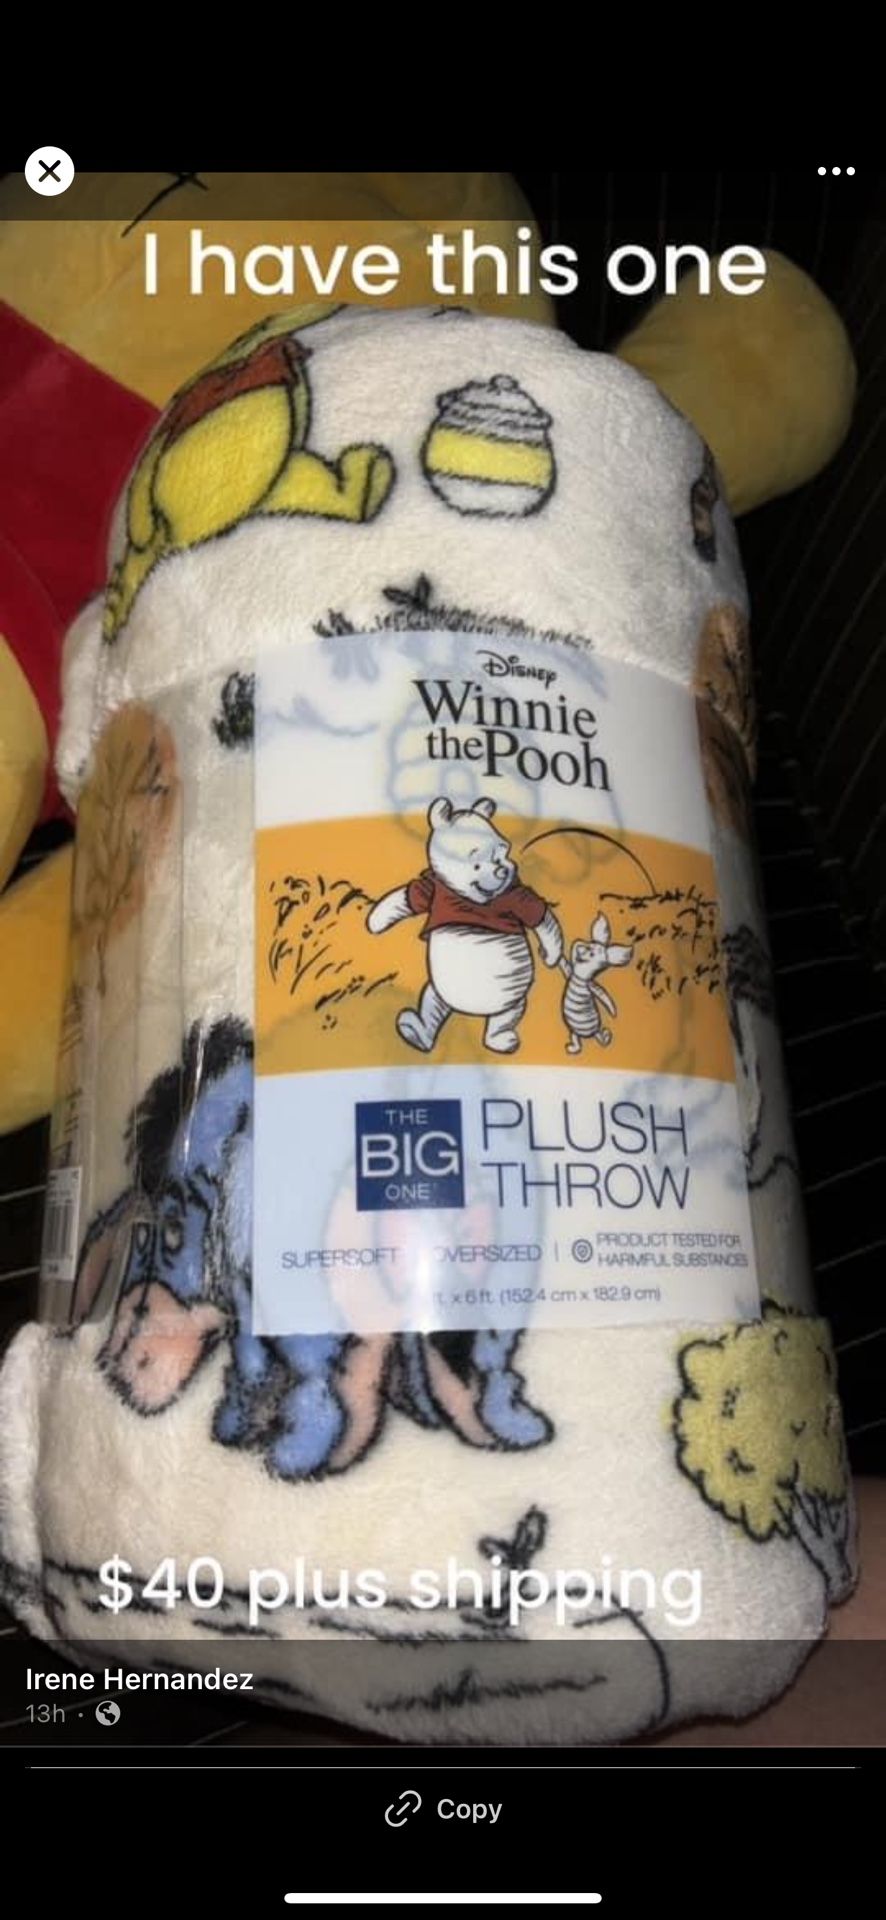 I have this one
Disney
Winnie
the Pooh
THE
BIG
ONE
PLUSH
THROW
SUPERSOFT | OVERSIZED |
PRODUCT TESTED FOR
HARMFUL SUBSTANCES
x 6 ft. (152.4 cm x 182.9 cm)
$40 plus shipping
Irene Hernandez
13h ·
Copy